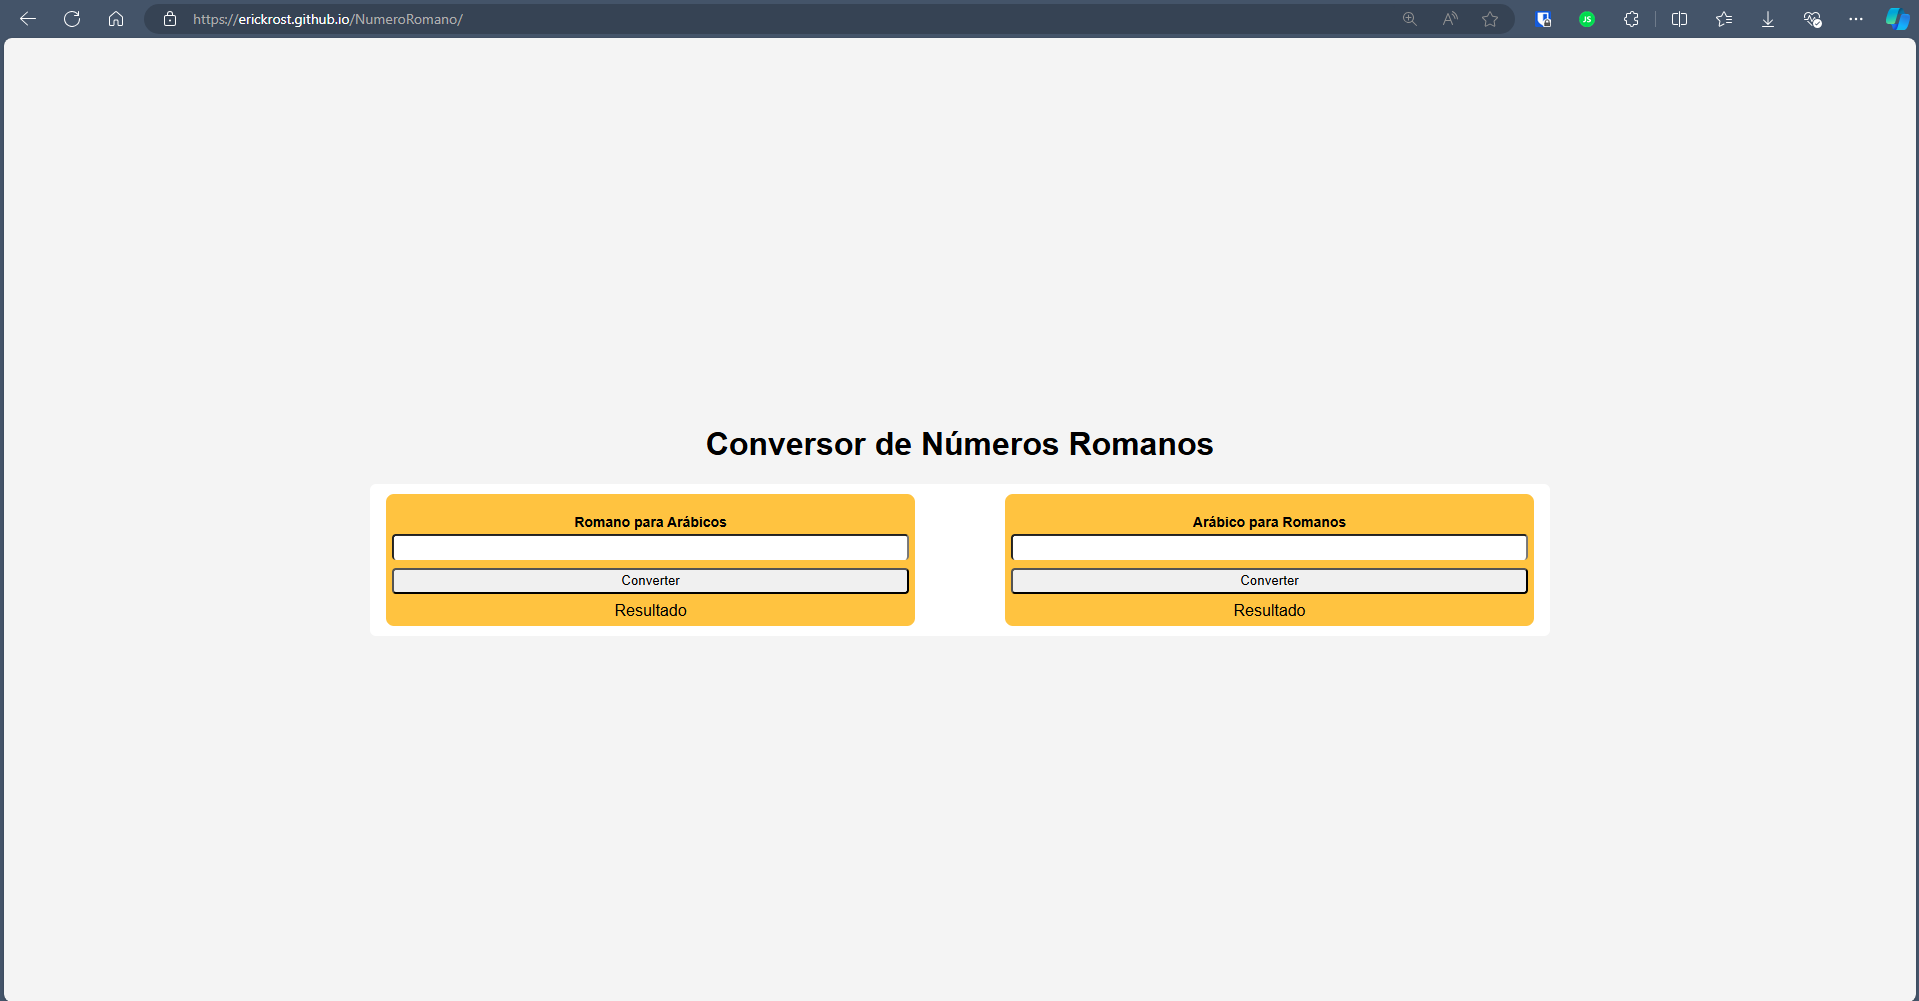 https://erickrost.github.io/NumeroRomano/
JS
Conversor de Números Romanos
Romano para Arábicos
Converter
Resultado
Arábico para Romanos
Converter
Resultado